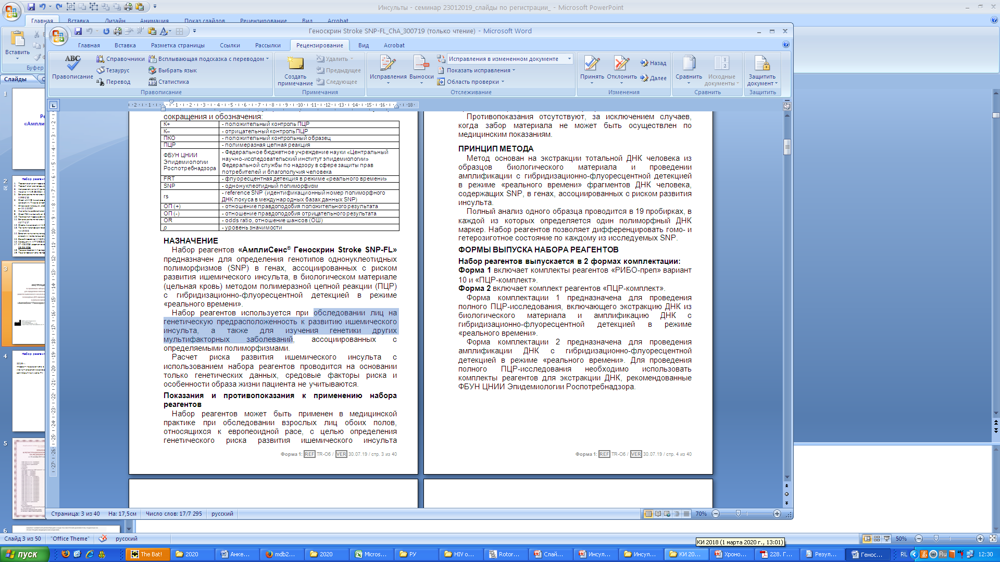 Инсульты - семинар 23012019_слайды по регистрации_ - Microsoft PowerPoint
Главная Вставка Дизайн Анимация Показ слайдов Рецензирование Вид Acrobat
Вставить
Буфер
Слайды
Геноскрин Stroke SNP-FL_ChA_300719 (только чтение) - Microsoft Word
Главная Вставка Разметка страницы Ссылки Рассылки Рецензирование Вид Acrobat
Правописание
Справочники
Тезаурус
Перевод
Всплывающая подсказка с переводом
Выбрать язык
Статистика
Правописание
Создать примечание
Удалить
Предыдущее
Следующее
Примечания
Исправления
Выноски
Исправления в измененном документе
Показать исправления
Область проверки
Отслеживание
Принять
Отклонить
Назад
Далее
Изменения
Сравнить
Исходные документы
Сравнить
Защитить документ
Защитить
сокращения и обозначения:
К+ - положительный контроль ПЦР
К– - отрицательный контроль ПЦР
ПКО - положительный контрольный образец
ПЦР - полимеразная цепная реакция
ФБУН ЦНИИ Эпидемиологии Роспотребнадзора
- Федеральное бюджетное учреждение науки «Центральный
научно-исследовательский институт эпидемиологии»
Федеральной службы по надзору в сфере защиты прав
потребителей и благополучия человека
FRT - флуоресцентная детекция в режиме «реального времени»
SNP - однонуклеотидный полиморфизм
rs - reference SNP (идентификационный номер полиморфного
ДНК локуса в международных базах данных SNP)
ОП (+) - отношение правдоподобия положительного результата
ОП (-) - отношение правдоподобия отрицательного результата
OR - odds ratio, отношение шансов (ОШ)
p - уровень значимости
НАЗНАЧЕНИЕ
Набор реагентов «АмплиСенс® Геноскрин Stroke SNP-FL»
предназначен для определения генотипов однонуклеотидных
полиморфизмов (SNP) в генах, ассоциированных с риском
развития ишемического инсульта, в биологическом материале
(цельная кровь) методом полимеразной цепной реакции (ПЦР)
с гибридизационно-флуоресцентной детекцией в режиме
«реального времени».
Набор реагентов используется при обследовании лиц на
генетическую предрасположенность к развитию ишемического
инсульта, а также для изучения генетики других
мультифакторных заболеваний, ассоциированных с
определяемыми полиморфизмами.
Расчет риска развития ишемического инсульта с
использованием набора реагентов проводится на основании
только генетических данных, средовые факторы риска и
особенности образа жизни пациента не учитываются.
Показания и противопоказания к применению набора
реагентов
Набор реагентов может быть применен в медицинской
практике при обследовании взрослых лиц обоих полов,
относящихся к европеоидной расе, с целью определения
генетического риска развития ишемического инсульта
Форма 1: REF TR-O6 / VER 30.07.19 / стр. 3 из 40
Противопоказания отсутствуют, за исключением случаев,
когда забор материала не может быть осуществлен по
медицинским показаниям.
ПРИНЦИП МЕТОДА
Метод основан на экстракции тотальной ДНК человека из
образцов биологического материала и проведении
амплификации с гибридизационно-флуоресцентной детекцией
в режиме «реального времени» фрагментов ДНК человека,
содержащих SNP, в генах, ассоциированных с риском развития
инсульта.
Полный анализ одного образца проводится в 19 пробирках, в
каждой из которых определяется один полиморфный ДНК
маркер. Набор реагентов позволяет дифференцировать гомо- и
гетерозиготное состояние по каждому из исследуемых SNP.
ФОРМЫ ВЫПУСКА НАБОРА РЕАГЕНТОВ
Набор реагентов выпускается в 2 формах комплектации:
Форма 1 включает комплекты реагентов «РИБО-преп» вариант
10 и «ПЦР-комплект».
Форма 2 включает комплект реагентов «ПЦР-комплект».
Форма комплектации 1 предназначена для проведения
полного ПЦР-исследования, включающего экстракцию ДНК из
биологического материала и амплификацию ДНК с
гибридизационно-флуоресцентной детекцией в режиме
«реального времени».
Форма комплектации 2 предназначена для проведения
амплификации ДНК с гибридизационно-флуоресцентной
детекцией в режиме «реального времени». Для проведения
полного ПЦР-исследования необходимо использовать
комплекты реагентов для экстракции ДНК, рекомендованные
ФБУН ЦНИИ Эпидемиологии Роспотребнадзора.
Форма 1: REF TR-O6 / VER 30.07.19 / стр. 4 из 40
Страница: 3 из 40 На: 17,5см Число слов: 17/7 295 русский
70%
Слайд 3 из 50 "Office Theme" русский
50%
КИ 2018 (1 марта 2020 г., 13:01)
пуск The Bat! 2020 Анке... mdb2... 2020 Micros... РУ HIV о... Rotor... Слай... Инсул... Инсул... КИ 20... Хроно... 228. Г... Резул... Генос... RL Ru 12:30